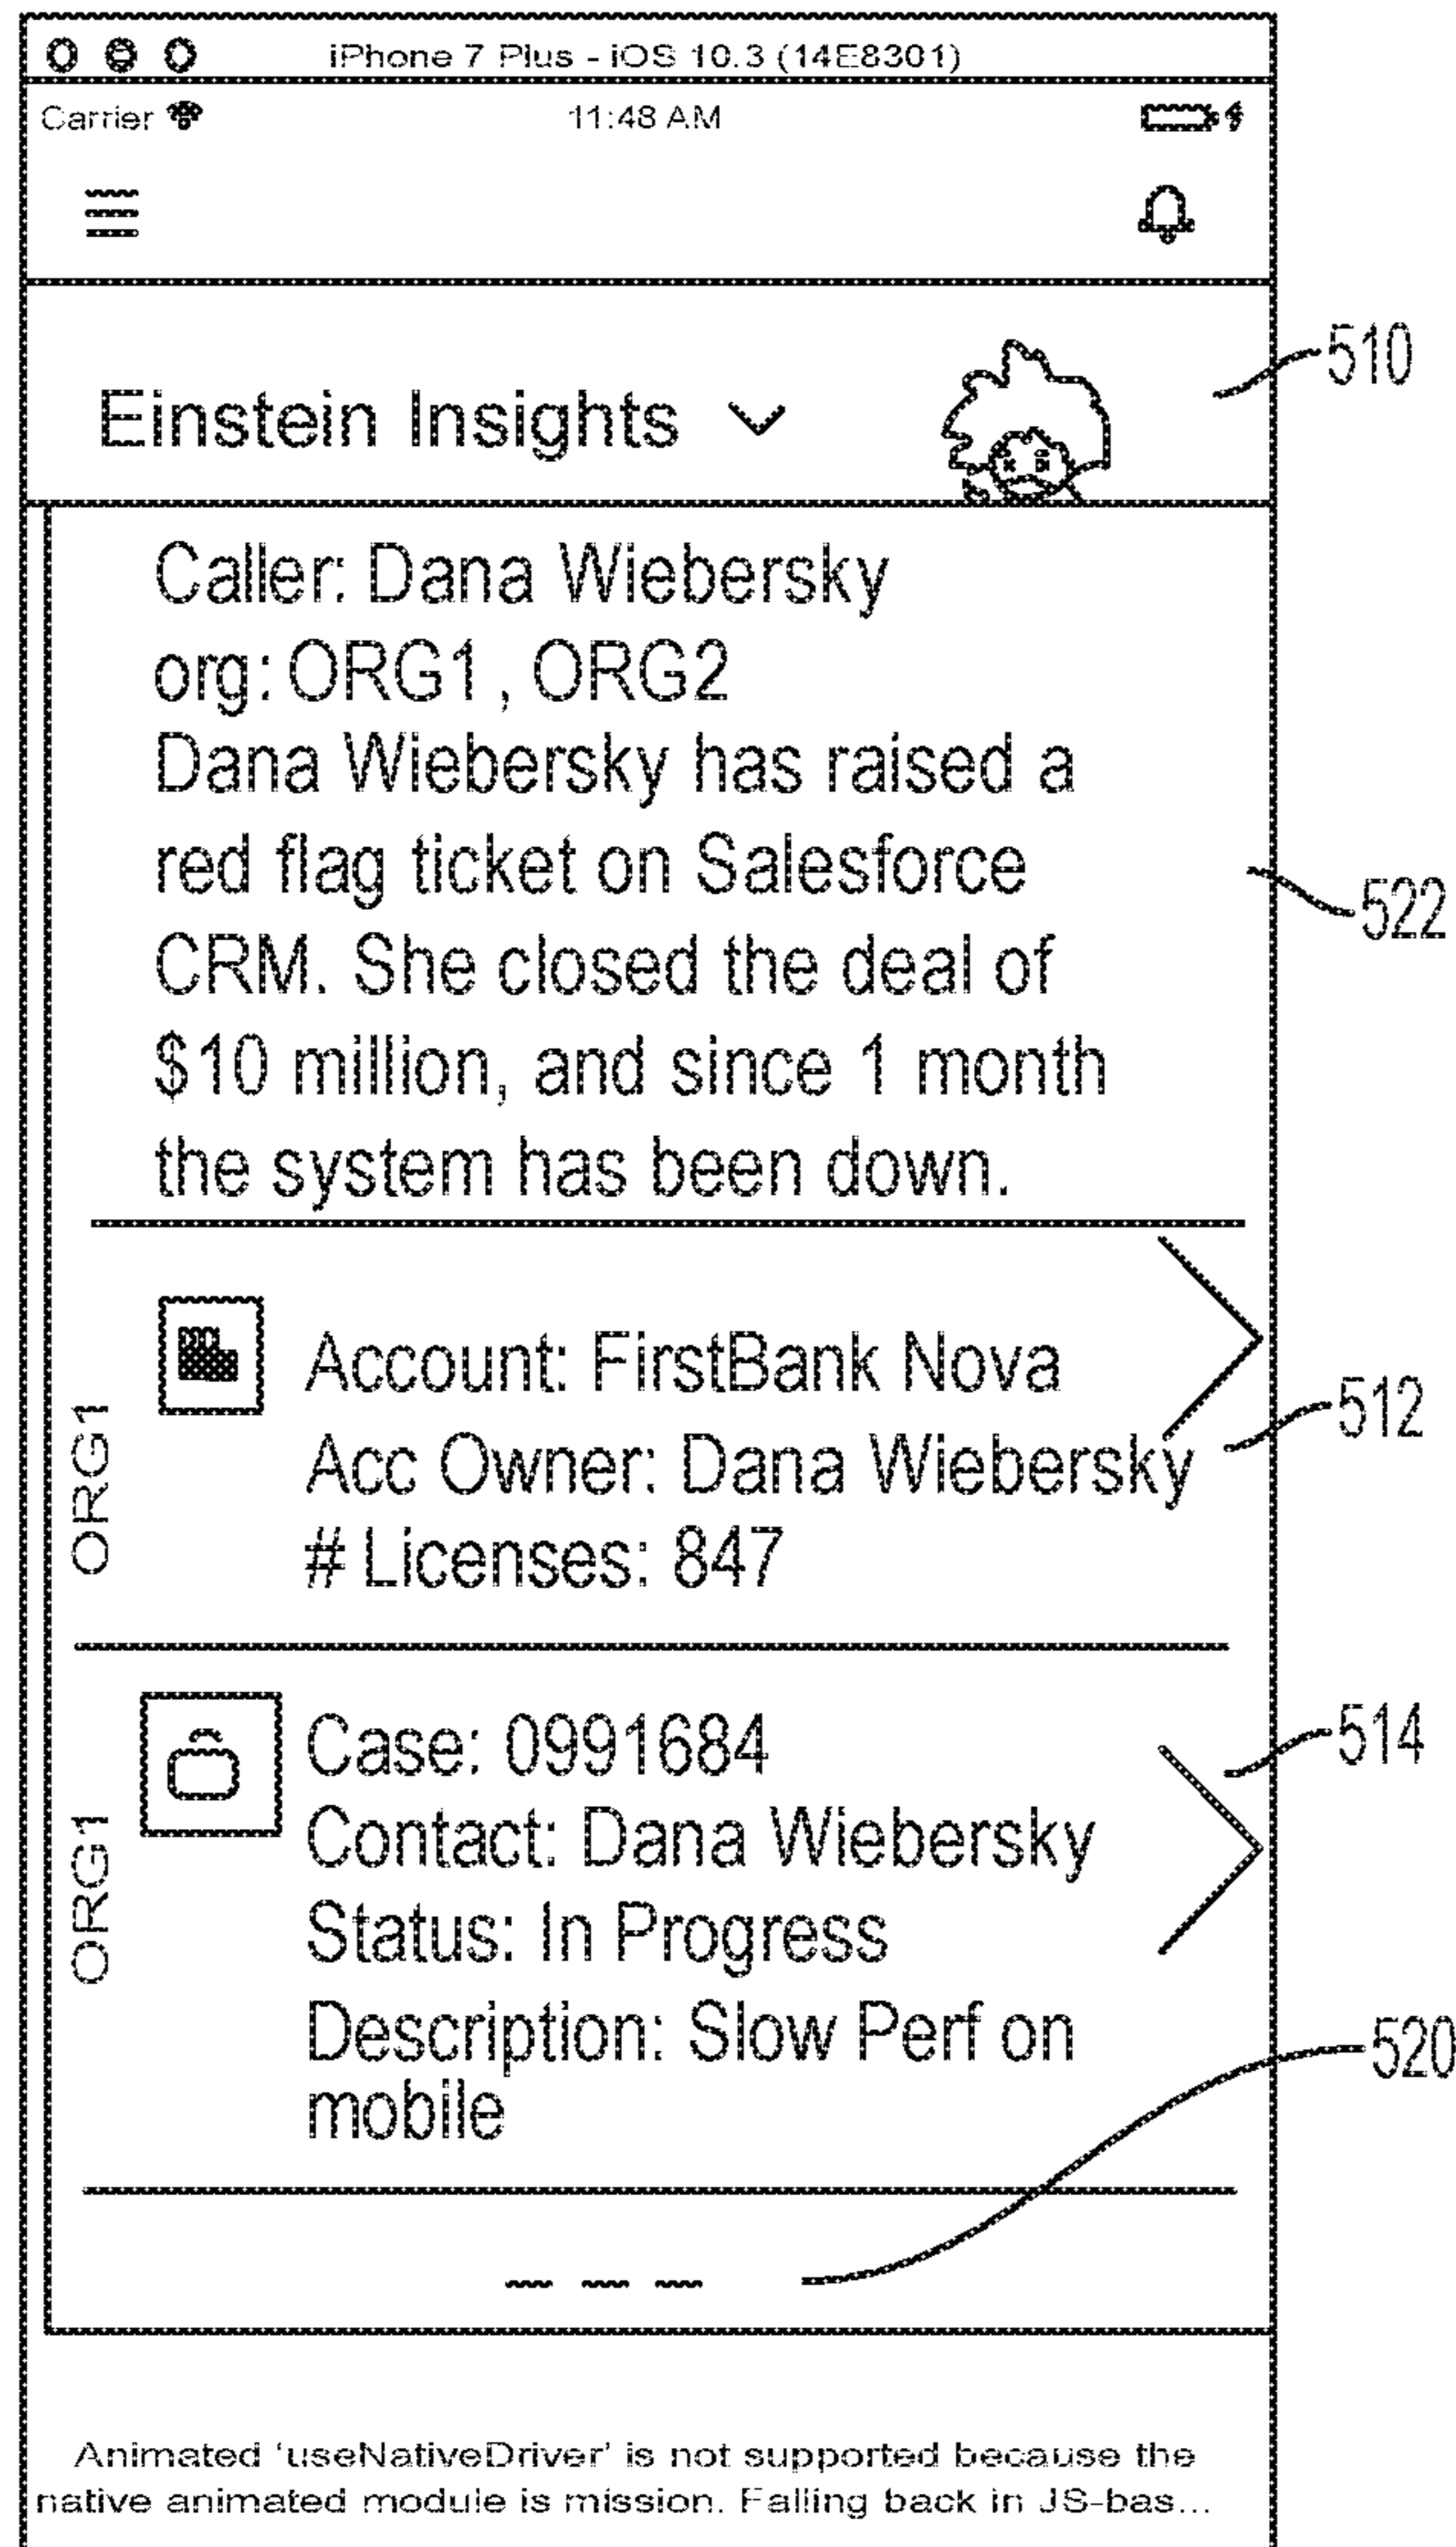 iPhone 7 Plus - iOS 10.3 (14E8301)
Carrier 11:48 AM
Einstein Insights
510
Caller: Dana Wiebersky
org: ORG1, ORG2
Dana Wiebersky has raised a
red flag ticket on Salesforce
CRM. She closed the deal of
$10 million, and since 1 month
the system has been down.
522
ORG1
Account: FirstBank Nova
Acc Owner: Dana Wiebersky
# Licenses: 847
512
ORG1
Case: 0991684
Contact: Dana Wiebersky
Status: In Progress
Description: Slow Perf on
mobile
514
520
Animated ‘useNativeDriver’ is not supported because the
native animated module is mission. Falling back in JS-bas...